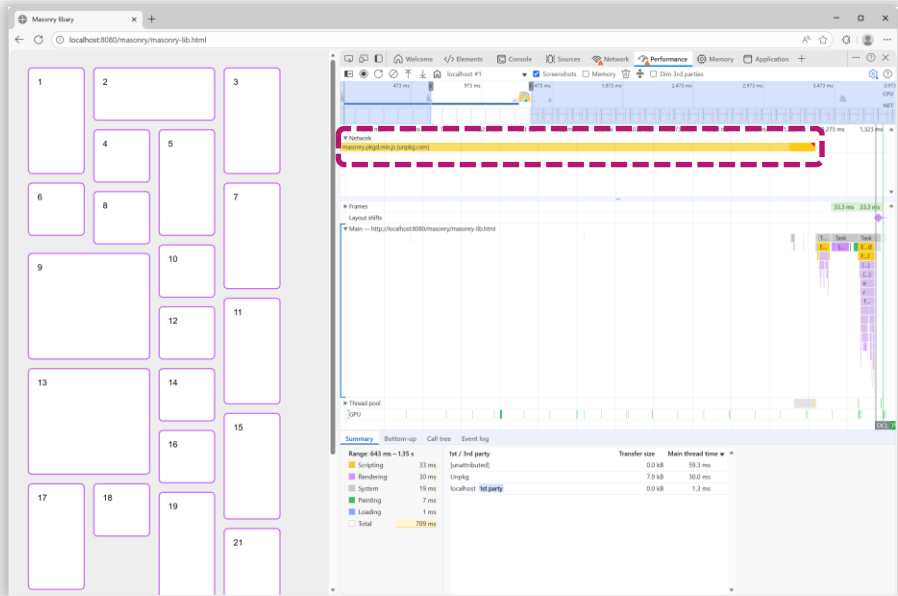 Masonry libary
localhost:8080/masonry/masonry-lib.html
Welcome
Elements
Console
Sources
Network
Performance
Memory
Application
localhost #1
Screenshots
Memory
Dim 3rd parties
473 ms
973 ms
1,973 ms
2,473 ms
2,973 ms
3,473 ms
3,973
CPU
NET
1,523 ms
Network
masonry.pkgd.min.js (unpkg.com)
Frames
33.3 ms
33.3 ms
Layout shifts
Main — http://localhost:8080/masonry/masonry-lib.html
T...
Task
Task
Thread pool
GPU
DCL
Summary
Bottom-up
Call tree
Event log
Range: 643 ms – 1.35 s
Scripting 33 ms
Rendering 30 ms
System 19 ms
Painting 7 ms
Loading 1 ms
Total 709 ms
1st / 3rd party Transfer size Main thread time
[unattributed] 0.0 kB 59.3 ms
Unpkg 7.9 kB 30.0 ms
localhost 1st party 0.0 kB 1.3 ms
1
2
3
4
5
6
7
8
9
10
11
12
13
14
15
16
17
18
19
21